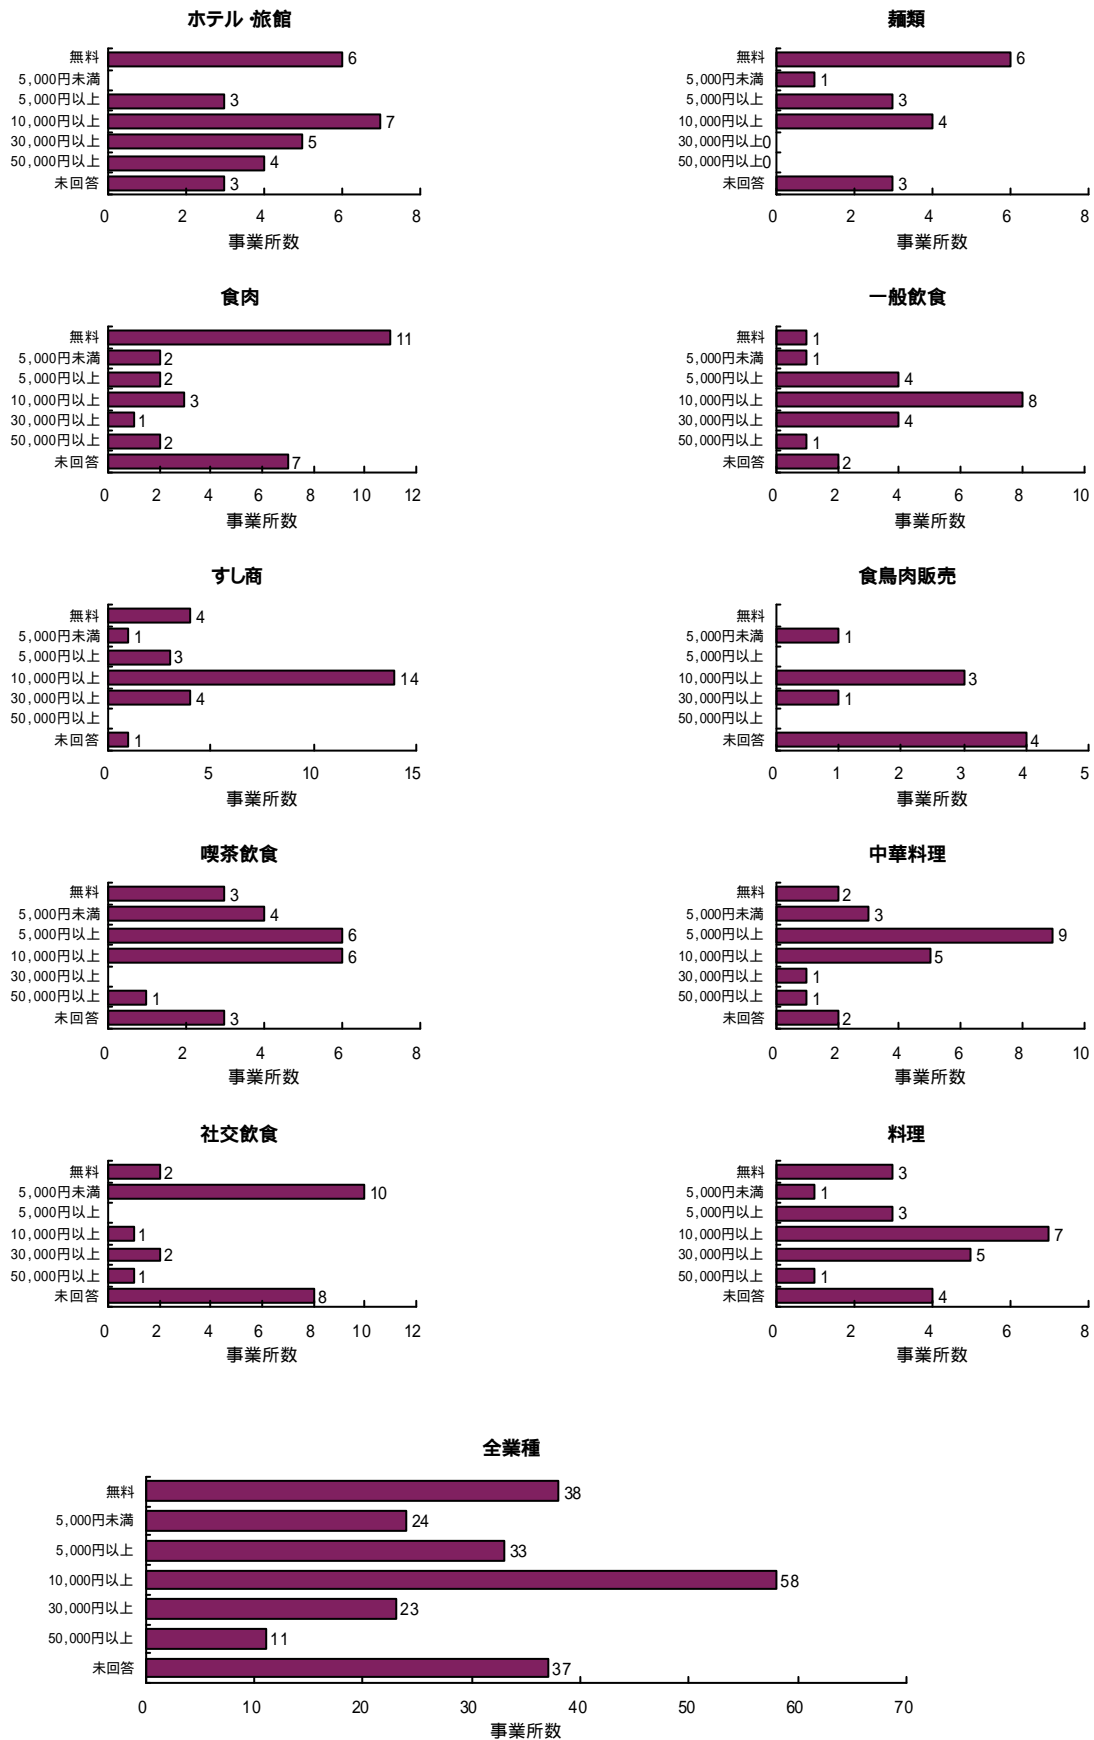 ホテル・旅館
無料 6
5,000円未満
5,000円以上 3
10,000円以上 7
30,000円以上 5
50,000円以上 4
未回答 3
0 2 4 6 8
事業所数
麺類
無料 6
5,000円未満 1
5,000円以上 3
10,000円以上 4
30,000円以上 0
50,000円以上 0
未回答 3
0 2 4 6 8
事業所数
食肉
無料 11
5,000円未満 2
5,000円以上 2
10,000円以上 3
30,000円以上 1
50,000円以上 2
未回答 7
0 2 4 6 8 10 12
事業所数
一般飲食
無料 1
5,000円未満 1
5,000円以上 4
10,000円以上 8
30,000円以上 4
50,000円以上 1
未回答 2
0 2 4 6 8 10
事業所数
すし商
無料 4
5,000円未満 1
5,000円以上 3
10,000円以上 14
30,000円以上 4
50,000円以上
未回答 1
0 5 10 15
事業所数
食鳥肉販売
無料
5,000円未満 1
5,000円以上
10,000円以上 3
30,000円以上 1
50,000円以上
未回答 4
0 1 2 3 4 5
事業所数
喫茶飲食
無料 3
5,000円未満 4
5,000円以上 6
10,000円以上 6
30,000円以上
50,000円以上 1
未回答 3
0 2 4 6 8
事業所数
中華料理
無料 2
5,000円未満 3
5,000円以上 9
10,000円以上 5
30,000円以上 1
50,000円以上 1
未回答 2
0 2 4 6 8 10
事業所数
社交飲食
無料 2
5,000円未満 10
5,000円以上
10,000円以上 1
30,000円以上 2
50,000円以上 1
未回答 8
0 2 4 6 8 10 12
事業所数
料理
無料 3
5,000円未満 1
5,000円以上 3
10,000円以上 7
30,000円以上 5
50,000円以上 1
未回答 4
0 2 4 6 8
事業所数
全業種
無料 38
5,000円未満 24
5,000円以上 33
10,000円以上 58
30,000円以上 23
50,000円以上 11
未回答 37
0 10 20 30 40 50 60 70
事業所数